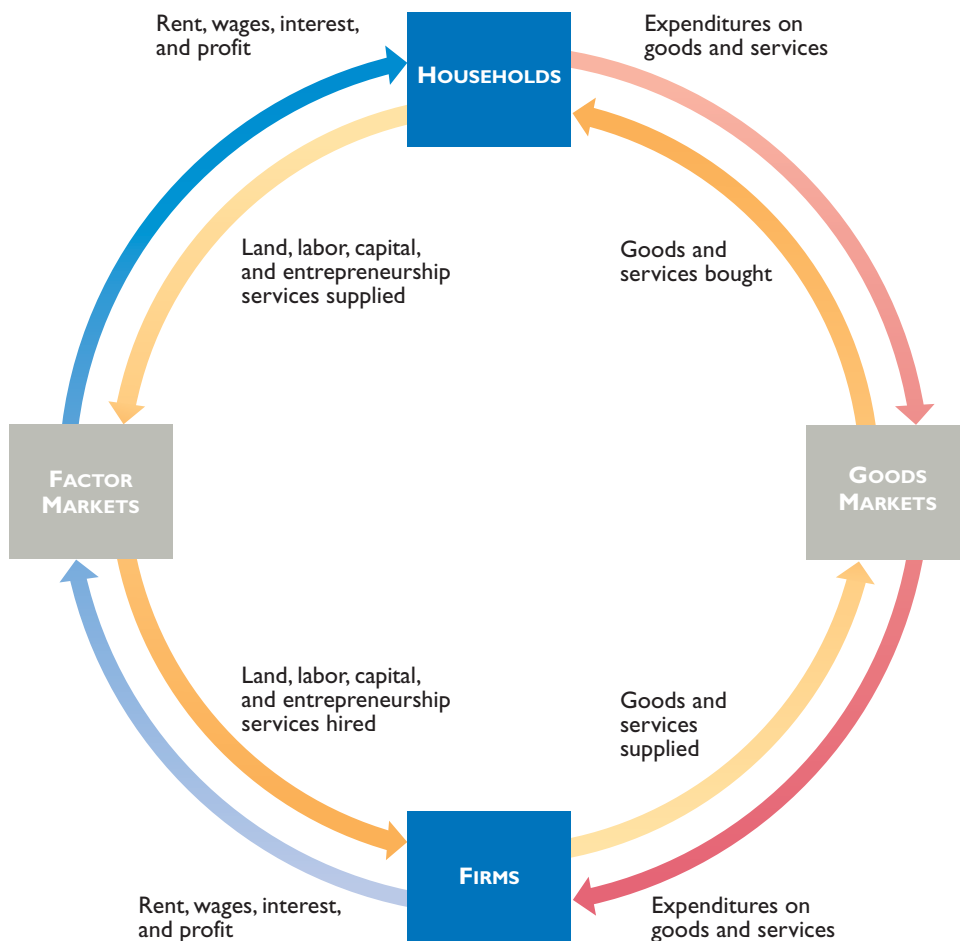 Rent, wages, interest,
and profit
HOUSEHOLDS
Expenditures on
goods and services
Land, labor, capital,
and entrepreneurship
services supplied
Goods and
services bought
FACTOR
MARKETS
GOODS
MARKETS
Land, labor, capital,
and entrepreneurship
services hired
Goods and
services
supplied
FIRMS
Rent, wages, interest,
and profit
Expenditures on
goods and services